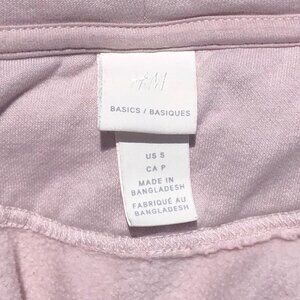 H&M
BASICS / BASIQUES
US S
CA P
MADE IN
BANGLADESH
FABRIQUÉ AU
BANGLADESH